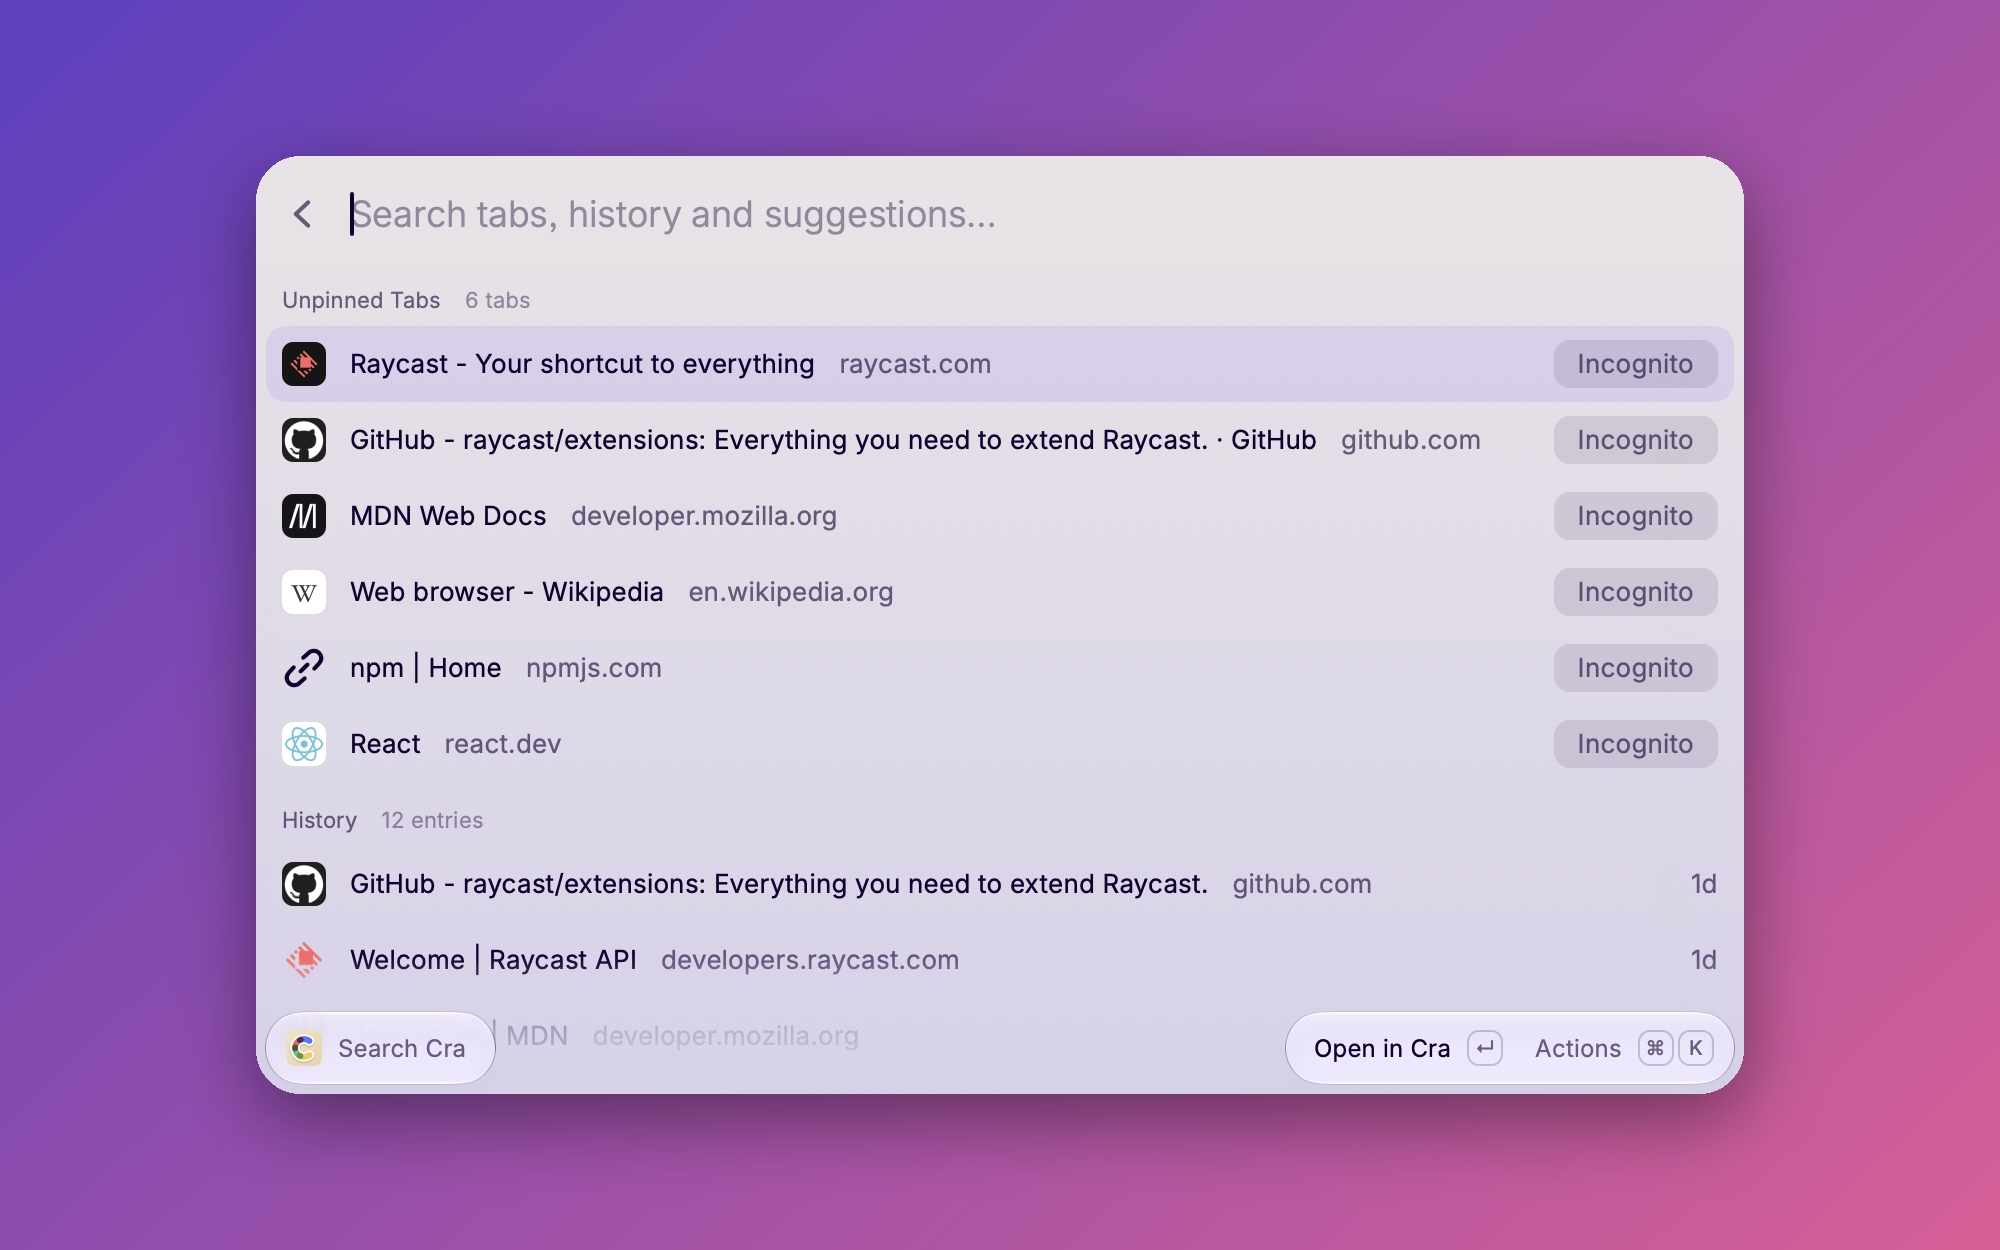 Search tabs, history and suggestions...
Unpinned Tabs 6 tabs
Raycast - Your shortcut to everything raycast.com Incognito
GitHub - raycast/extensions: Everything you need to extend Raycast. · GitHub github.com Incognito
MDN Web Docs developer.mozilla.org Incognito
Web browser - Wikipedia en.wikipedia.org Incognito
npm | Home npmjs.com Incognito
React react.dev Incognito
History 12 entries
GitHub - raycast/extensions: Everything you need to extend Raycast. github.com 1d
Welcome | Raycast API developers.raycast.com 1d
| MDN developer.mozilla.org
Search Cra Open in Cra ↵ Actions ⌘ K